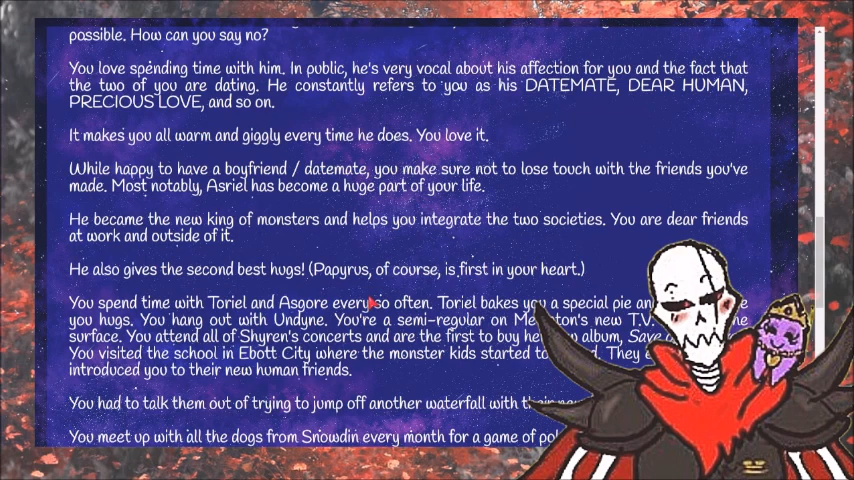 possible. How can you say no?
You love spending time with him. In public, he's very vocal about his affection for you and the fact that
the two of you are dating. He constantly refers to you as his DATEMATE, DEAR HUMAN,
PRECIOUS LOVE, and so on.
It makes you all warm and giggly every time he does. You love it.
While happy to have a boyfriend / datemate, you make sure not to lose touch with the friends you've
made. Most notably, Asriel has become a huge part of your life.
He became the new king of monsters and helps you integrate the two societies. You are dear friends
at work and outside of it.
He also gives the second best hugs! (Papyrus, of course, is first in your heart.)
You spend time with Toriel and Asgore every so often. Toriel bakes you a special pie
you hugs. You hang out with Undyne. You're a semi-regular on new T.V.
surface. You attend all of Shyren's concerts and are the first to buy album,
You visited the school in Ebott City where the monster kids started They
introduced you to their new human friends.
You had to talk them out of trying to jump off another waterfall with
You meet up with all the dogs from Snowdin every month for a game of